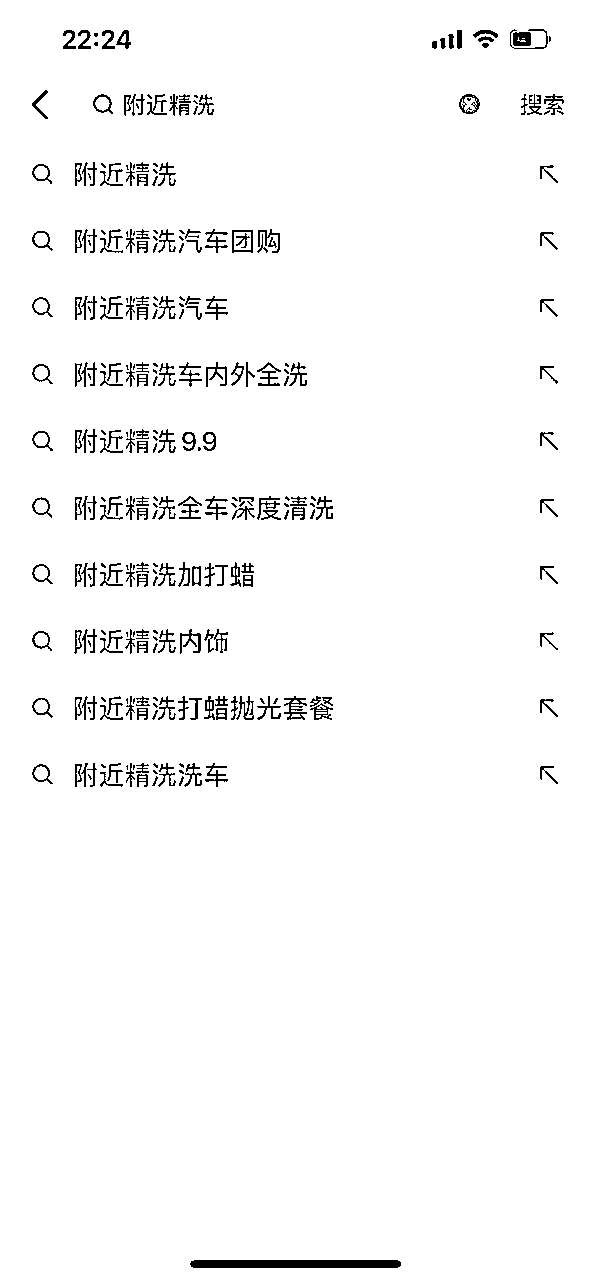 22:24
附近精洗 搜索
附近精洗
附近精洗汽车团购
附近精洗汽车
附近精洗车内外全洗
附近精洗9.9
附近精洗全车深度清洗
附近精洗加打蜡
附近精洗内饰
附近精洗打蜡抛光套餐
附近精洗洗车